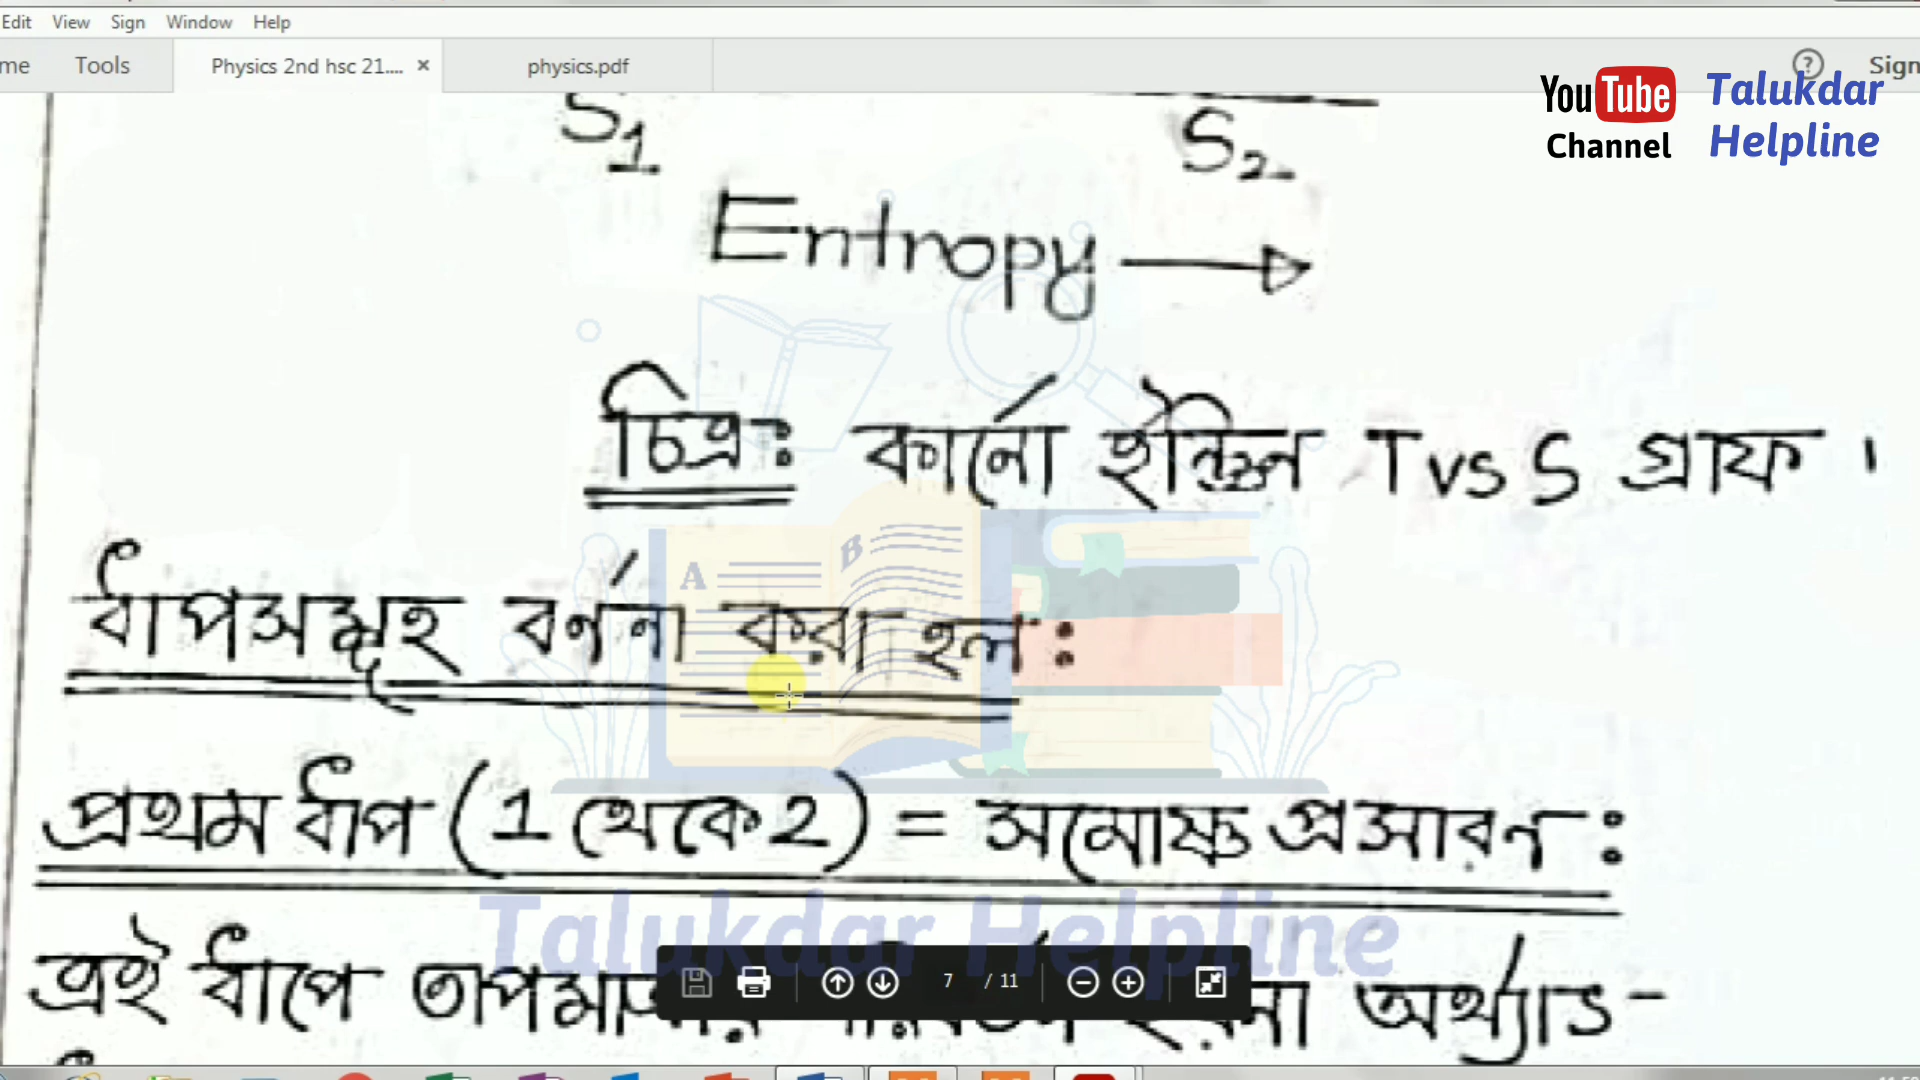 Edit View Sign Window Help
Tools Physics 2nd hsc 21.... × physics.pdf ? Sign
YouTube Channel Talukdar Helpline
S1 S2
Entropy
চিত্রঃ কার্নো ইঞ্জিন T vs S গ্রাফ ।
A B
ধাপসমূহ বর্ণনা করা হলঃ
প্রথম ধাপ (1 থেকে 2) = সমোষ্ণ প্রসারণ :
Talukdar Helpline
এই ধাপে অর্থ্যাৎ-
7 / 11